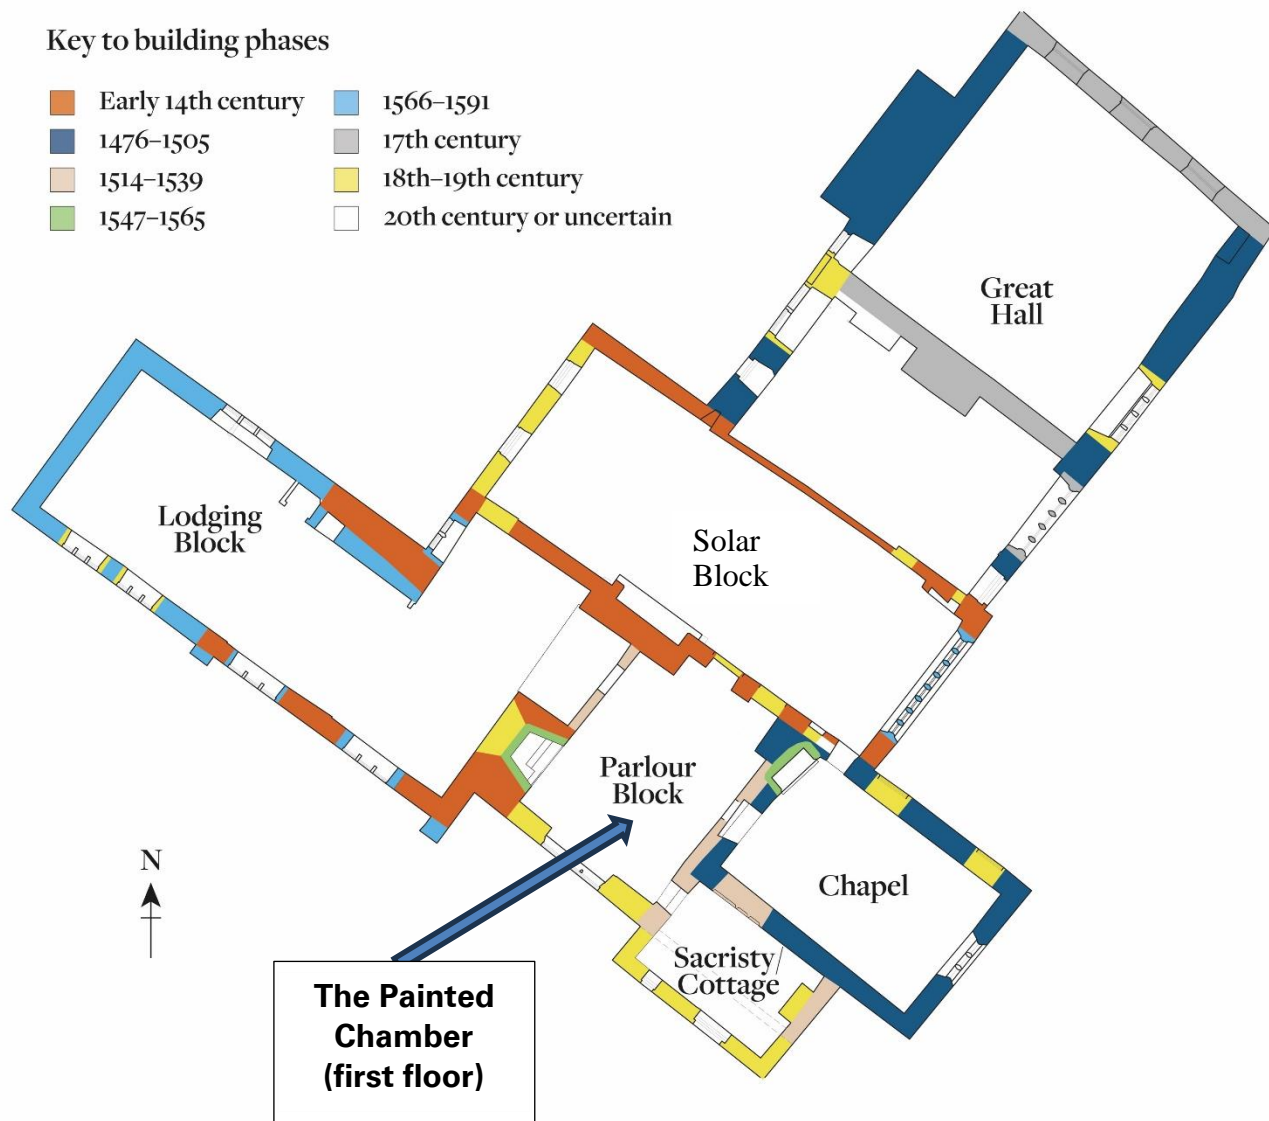 Key to building phases
Early 14th century
1476–1505
1514–1539
1547–1565
1566–1591
17th century
18th–19th century
20th century or uncertain
Great
Hall
Lodging
Block
Solar
Block
Parlour
Block
Chapel
N
Sacristy
Cottage
The Painted
Chamber
(first floor)